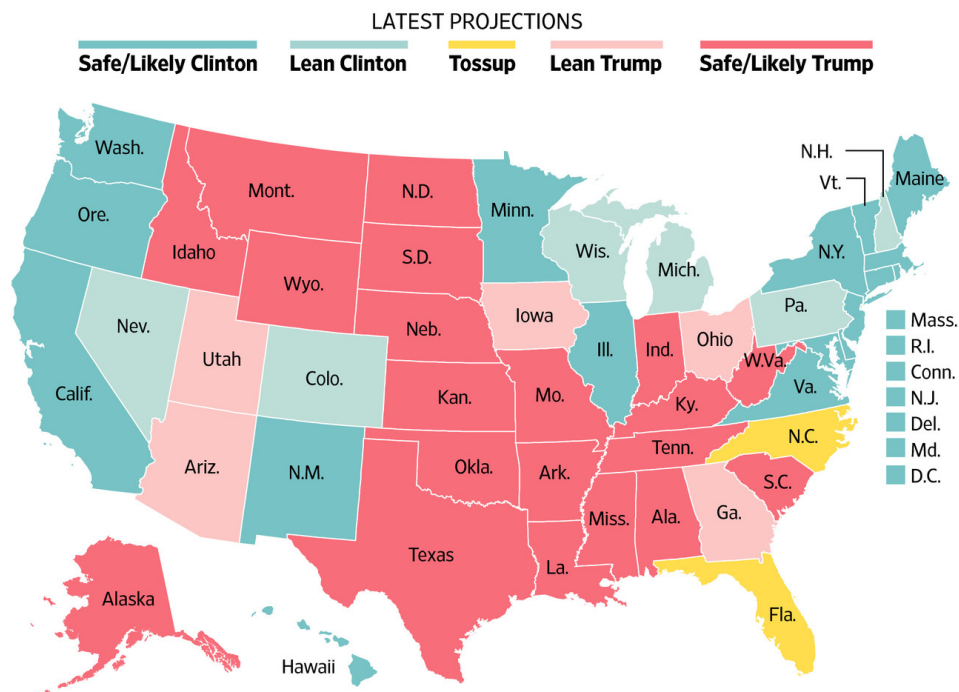 LATEST PROJECTIONS
Safe/Likely Clinton
Lean Clinton
Tossup
Lean Trump
Safe/Likely Trump
Wash.
Ore.
Calif.
Nev.
Idaho
Mont.
Wyo.
Utah
Colo.
Ariz.
N.M.
N.D.
S.D.
Neb.
Kan.
Okla.
Texas
Minn.
Iowa
Mo.
Ark.
La.
Wis.
Ill.
Mich.
Ind.
Ohio
Ky.
Tenn.
Miss.
Ala.
Ga.
Fla.
S.C.
N.C.
Va.
W.Va.
Pa.
N.Y.
Vt.
N.H.
Maine
Mass.
R.I.
Conn.
N.J.
Del.
Md.
D.C.
Alaska
Hawaii